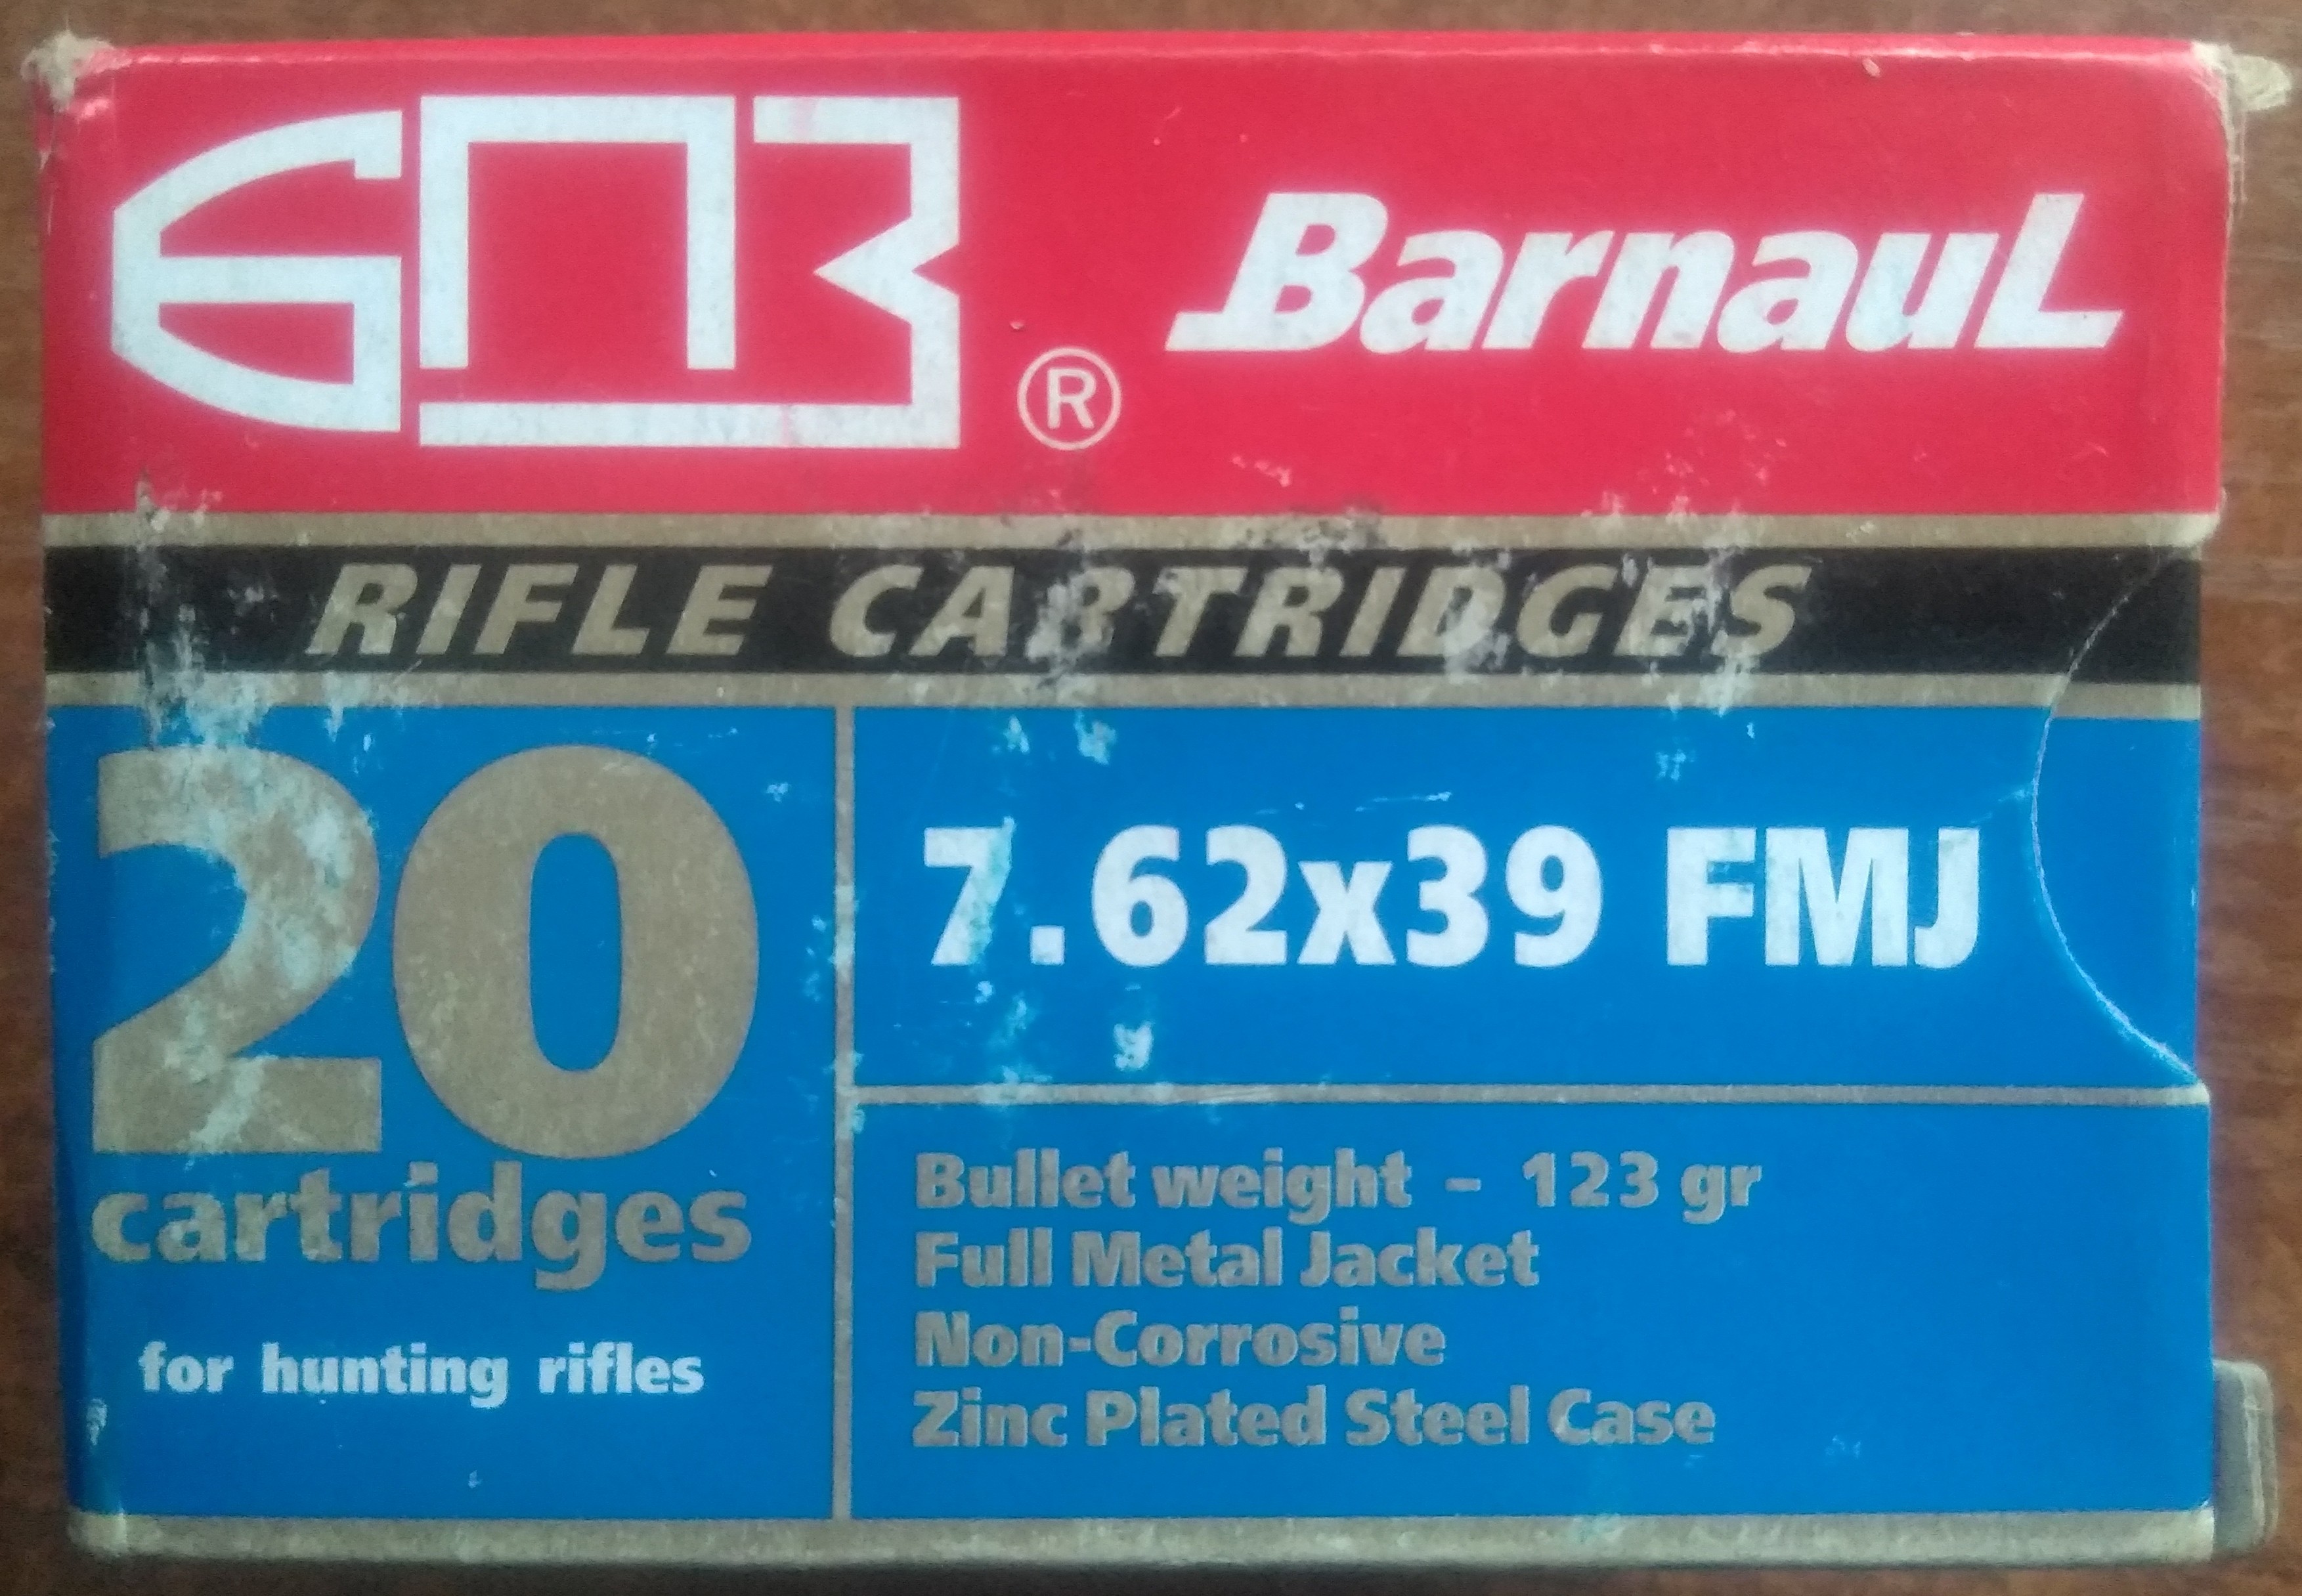 БПЗ ® BarnauL
RIFLE CARTRIDGES
20
cartridges
for hunting rifles
7.62x39 FMJ
Bullet weight – 123 gr
Full Metal Jacket
Non-Corrosive
Zinc Plated Steel Case